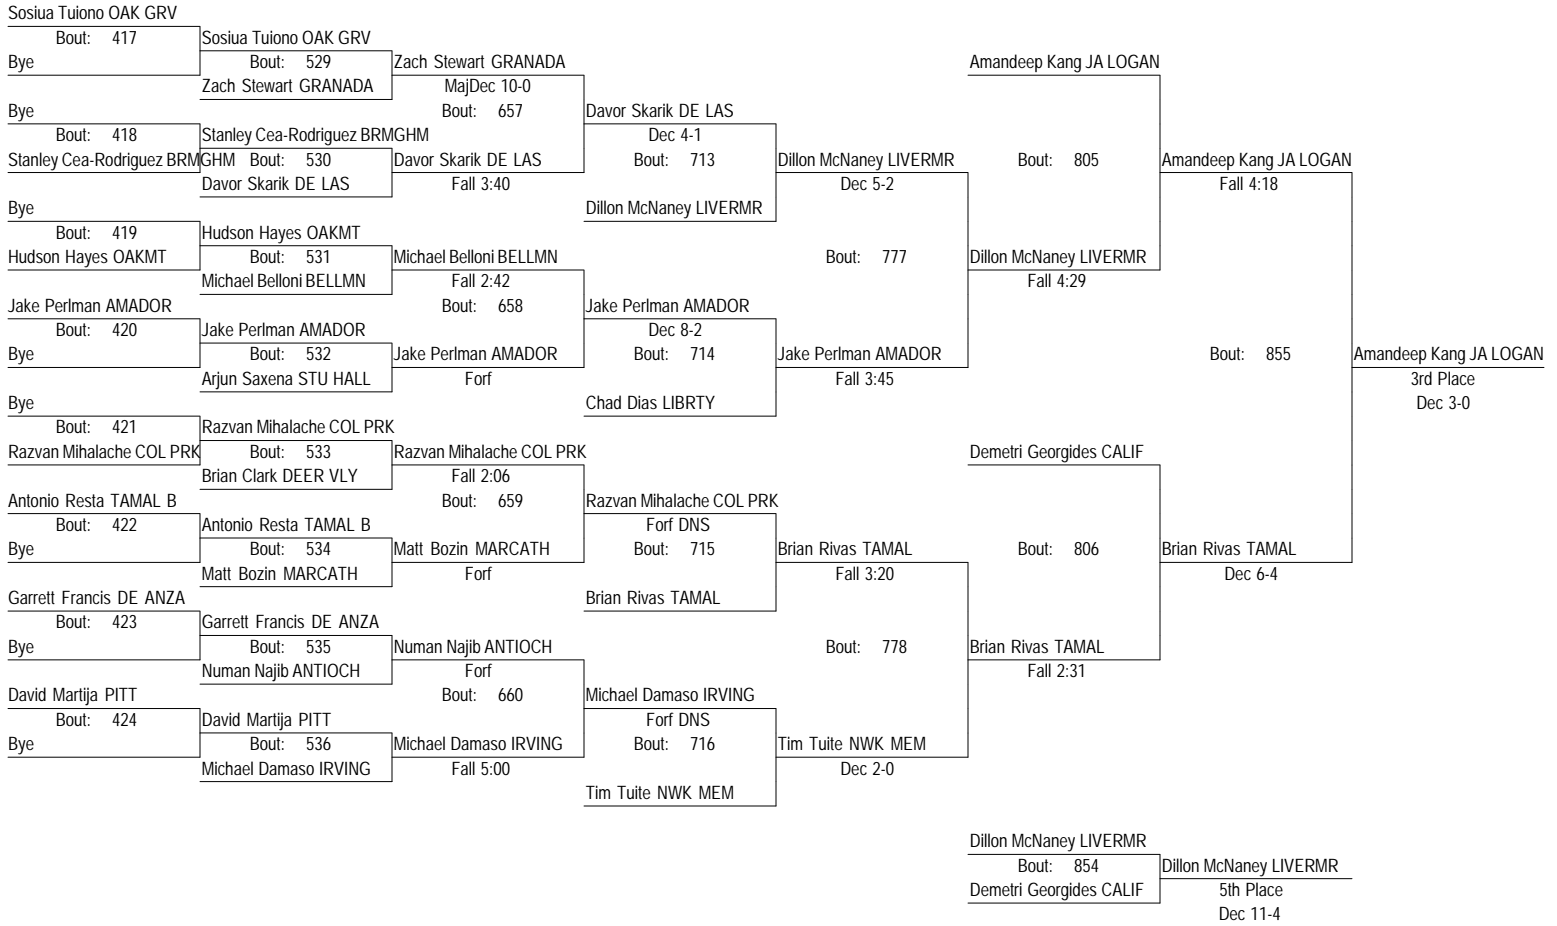 Sosiua Tuiono OAK GRV
Bout: 417
Bye
Bye
Bout: 418
Stanley Cea-Rodriguez BRMGHM
Bye
Bout: 419
Hudson Hayes OAKMT
Jake Perlman AMADOR
Bout: 420
Bye
Bye
Bout: 421
Razvan Mihalache COL PRK
Antonio Resta TAMAL B
Bout: 422
Bye
Garrett Francis DE ANZA
Bout: 423
Bye
David Martija PITT
Bout: 424
Bye
Sosiua Tuiono OAK GRV
Bout: 529
Zach Stewart GRANADA
Stanley Cea-Rodriguez BRMGHM
Bout: 530
Davor Skarik DE LAS
Hudson Hayes OAKMT
Bout: 531
Michael Belloni BELLMN
Jake Perlman AMADOR
Bout: 532
Arjun Saxena STU HALL
Razvan Mihalache COL PRK
Bout: 533
Brian Clark DEER VLY
Antonio Resta TAMAL B
Bout: 534
Matt Bozin MARCATH
Garrett Francis DE ANZA
Bout: 535
Numan Najib ANTIOCH
David Martija PITT
Bout: 536
Michael Damaso IRVING
Zach Stewart GRANADA
MajDec 10-0
Bout: 657
Davor Skarik DE LAS
Fall 3:40
Michael Belloni BELLMN
Fall 2:42
Bout: 658
Jake Perlman AMADOR
Forf
Razvan Mihalache COL PRK
Fall 2:06
Bout: 659
Matt Bozin MARCATH
Forf
Numan Najib ANTIOCH
Forf
Bout: 660
Michael Damaso IRVING
Fall 5:00
Davor Skarik DE LAS
Dec 4-1
Bout: 713
Dillon McNaney LIVERMR
Jake Perlman AMADOR
Dec 8-2
Bout: 714
Chad Dias LIBRTY
Razvan Mihalache COL PRK
Forf DNS
Bout: 715
Brian Rivas TAMAL
Michael Damaso IRVING
Forf DNS
Bout: 716
Tim Tuite NWK MEM
Dillon McNaney LIVERMR
Dec 5-2
Bout: 777
Jake Perlman AMADOR
Fall 3:45
Brian Rivas TAMAL
Fall 3:20
Bout: 778
Tim Tuite NWK MEM
Dec 2-0
Amandeep Kang JA LOGAN
Bout: 805
Dillon McNaney LIVERMR
Fall 4:29
Demetri Georgides CALIF
Bout: 806
Brian Rivas TAMAL
Fall 2:31
Amandeep Kang JA LOGAN
Fall 4:18
Bout: 855
Brian Rivas TAMAL
Dec 6-4
Amandeep Kang JA LOGAN
3rd Place
Dec 3-0
Dillon McNaney LIVERMR
Bout: 854
Demetri Georgides CALIF
Dillon McNaney LIVERMR
5th Place
Dec 11-4